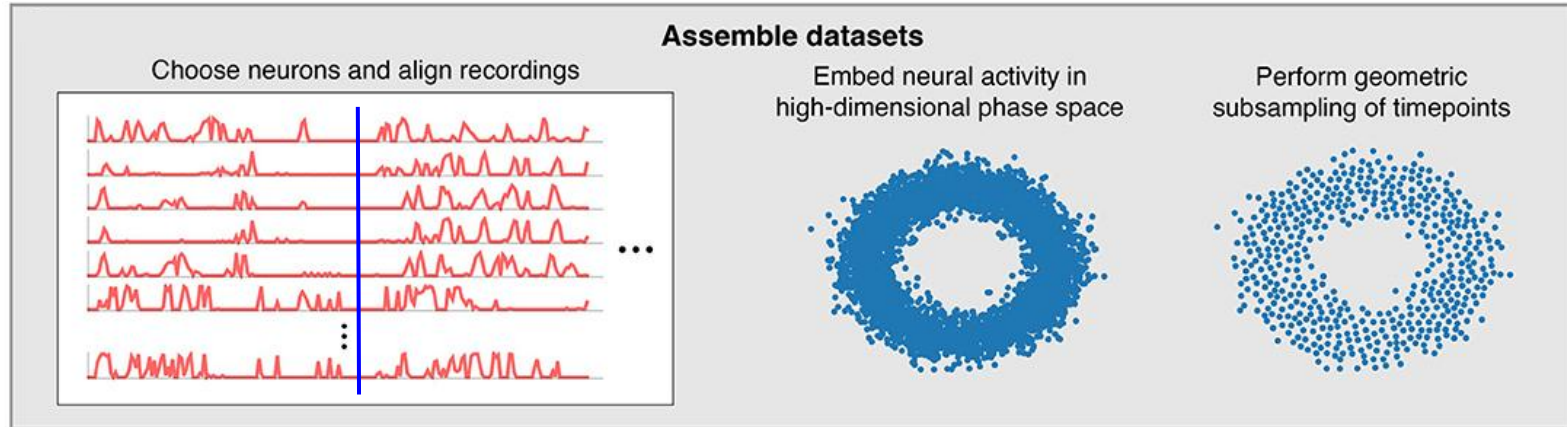 Assemble datasets
Choose neurons and align recordings
Embed neural activity in
high-dimensional phase space
Perform geometric
subsampling of timepoints